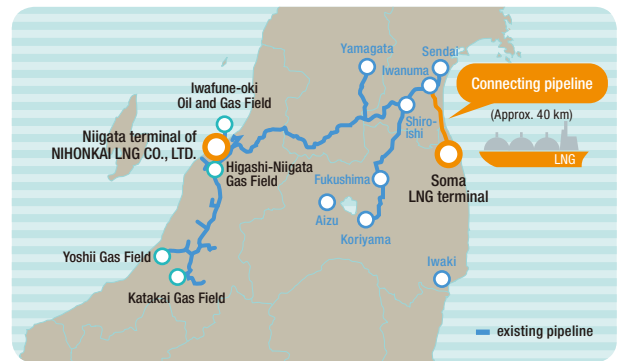 Yamagata
Sendai
Iwanuma
Connecting pipeline
(Approx. 40 km)
Iwafune-oki
Oil and Gas Field
Shiro-
ishi
LNG
Niigata terminal of
NIHONKAI LNG CO., LTD.
Higashi-Niigata
Gas Field
Fukushima
Soma
LNG terminal
Aizu
Koriyama
Yoshii Gas Field
Iwaki
Katakai Gas Field
existing pipeline